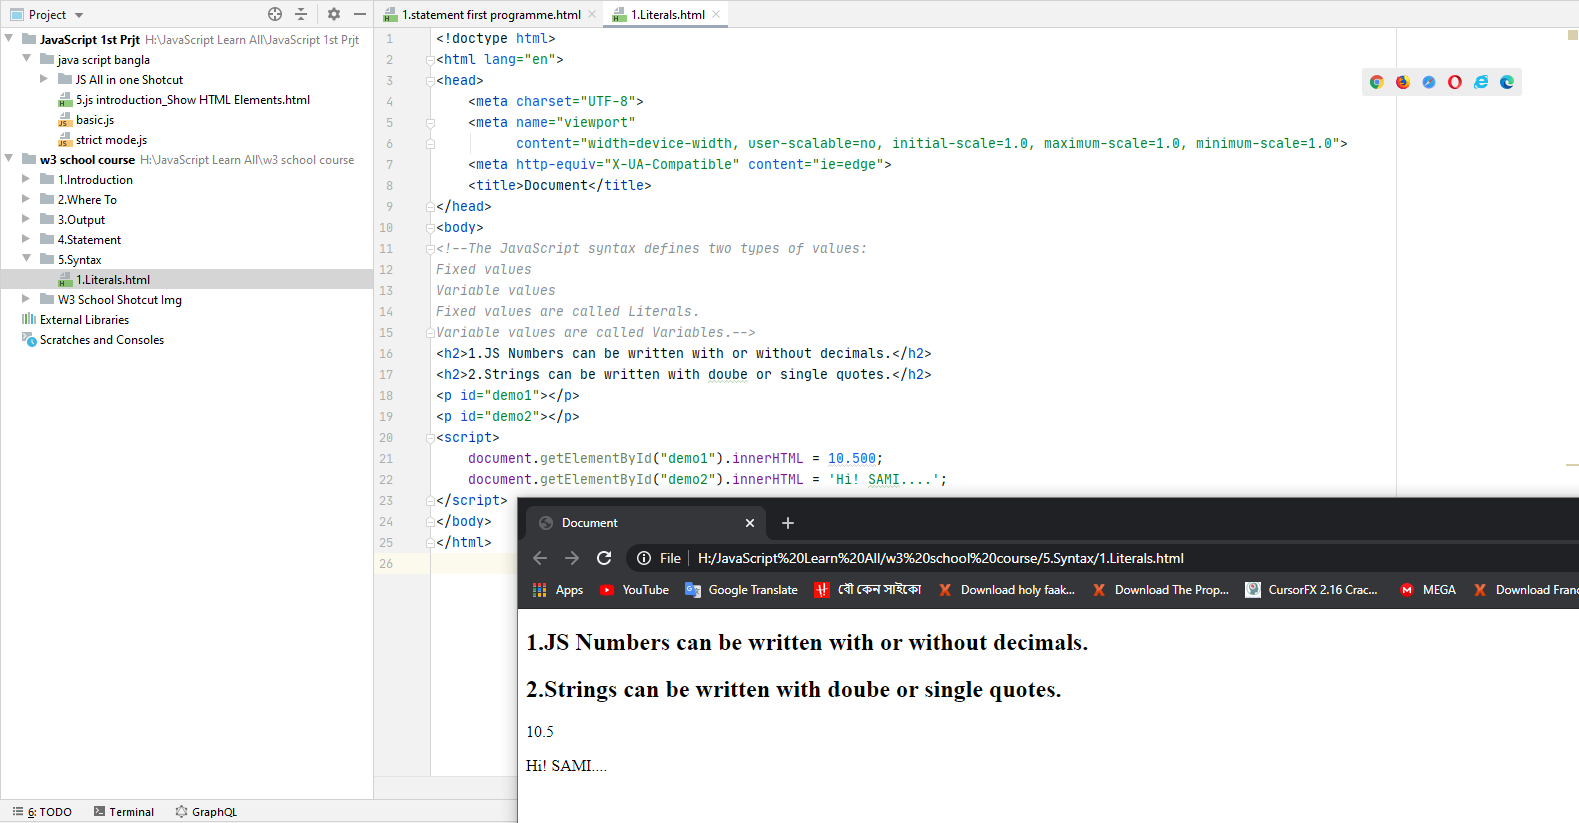 Project
JavaScript 1st Prjt H:\JavaScript Learn All\JavaScript 1st Prjt
java script bangla
JS All in one Shotcut
5.js introduction_Show HTML Elements.html
basic.js
strict mode.js
w3 school course H:\JavaScript Learn All\w3 school course
1.Introduction
2.Where To
3.Output
4.Statement
5.Syntax
1.Literals.html
W3 School Shotcut Img
External Libraries
Scratches and Consoles
1.statement first programme.html
1.Literals.html
1 <!doctype html>
2 <html lang="en">
3 <head>
4 <meta charset="UTF-8">
5 <meta name="viewport"
6 content="width=device-width, user-scalable=no, initial-scale=1.0, maximum-scale=1.0, minimum-scale=1.0">
7 <meta http-equiv="X-UA-Compatible" content="ie=edge">
8 <title>Document</title>
9 </head>
10 <body>
11 <!--The JavaScript syntax defines two types of values:
12 Fixed values
13 Variable values
14 Fixed values are called Literals.
15 Variable values are called Variables.-->
16 <h2>1.JS Numbers can be written with or without decimals.</h2>
17 <h2>2.Strings can be written with doube or single quotes.</h2>
18 <p id="demo1"></p>
19 <p id="demo2"></p>
20 <script>
21 document.getElementById("demo1").innerHTML = 10.500;
22 document.getElementById("demo2").innerHTML = 'Hi! SAMI....';
23 </script>
24 </body>
25 </html>
26
Document
File H:/JavaScript%20Learn%20All/w3%20school%20course/5.Syntax/1.Literals.html
Apps YouTube Google Translate বৌ কেন সাইকো Download holy faak... Download The Prop... CursorFX 2.16 Crac... MEGA Download Franc
1.JS Numbers can be written with or without decimals.
2.Strings can be written with doube or single quotes.
10.5
Hi! SAMI....
6: TODO Terminal GraphQL